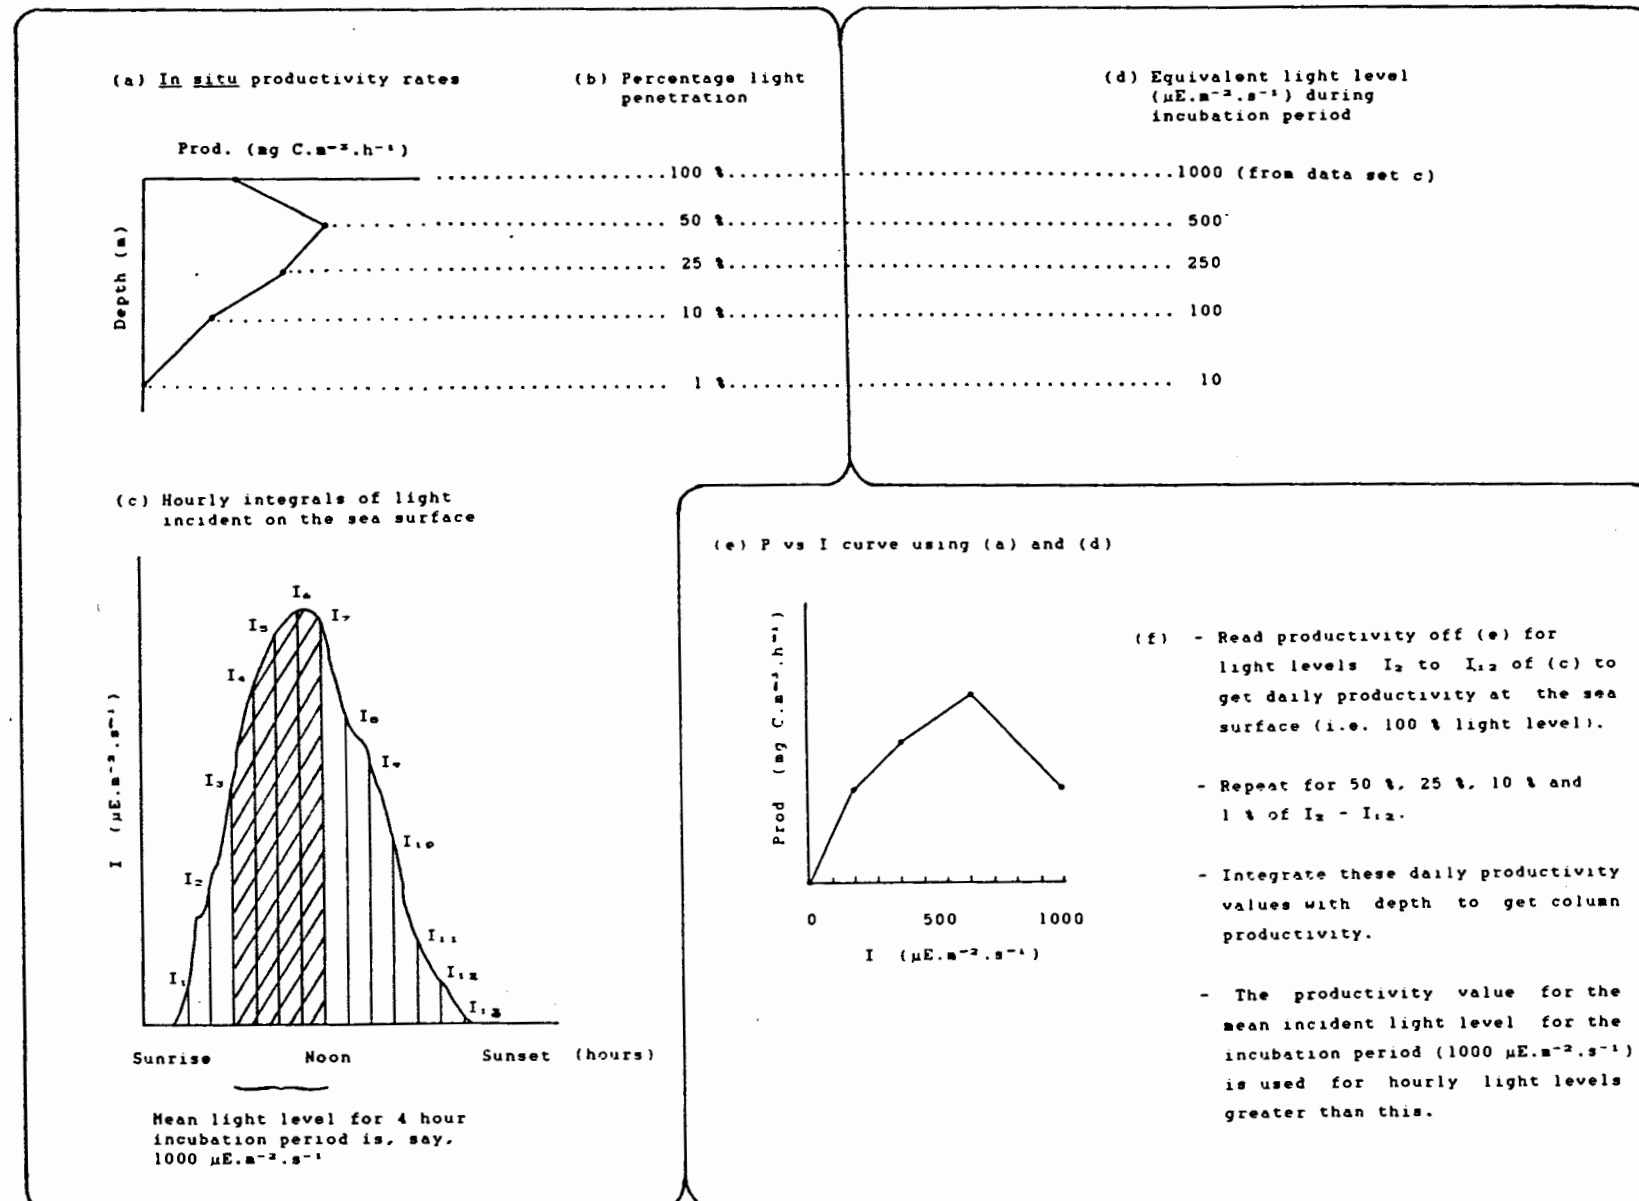 (a) In situ productivity rates
(b) Percentage light
penetration
(d) Equivalent light level
(µE.m⁻².s⁻¹) during
incubation period
Prod. (mg C.m⁻³.h⁻¹)
Depth (m)
100 % 1000 (from data set c)
50 % 500
25 % 250
10 % 100
1 % 10
(c) Hourly integrals of light
incident on the sea surface
I (µE.m⁻².s⁻¹)
I₁
I₂
I₃
I₄
I₅
I₆
I₇
I₈
I₉
I₁₀
I₁₁
I₁₂
I₁₃
Sunrise Noon Sunset (hours)
Mean light level for 4 hour
incubation period is, say,
1000 µE.m⁻².s⁻¹
(e) P vs I curve using (a) and (d)
Prod (mg C.m⁻³.h⁻¹)
0 500 1000
I (µE.m⁻².s⁻¹)
(f) - Read productivity off (e) for
light levels I₂ to I₁₂ of (c) to
get daily productivity at the sea
surface (i.e. 100 % light level).
- Repeat for 50 %, 25 %, 10 % and
1 % of I₂ - I₁₂.
- Integrate these daily productivity
values with depth to get column
productivity.
- The productivity value for the
mean incident light level for the
incubation period (1000 µE.m⁻².s⁻¹)
is used for hourly light levels
greater than this.